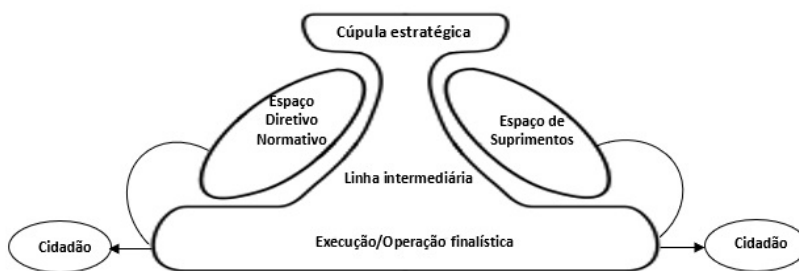 Cúpula estratégica
Espaço
Diretivo
Normativo
Espaço de
Suprimentos
Linha intermediária
Cidadão
Execução/Operação finalística
Cidadão